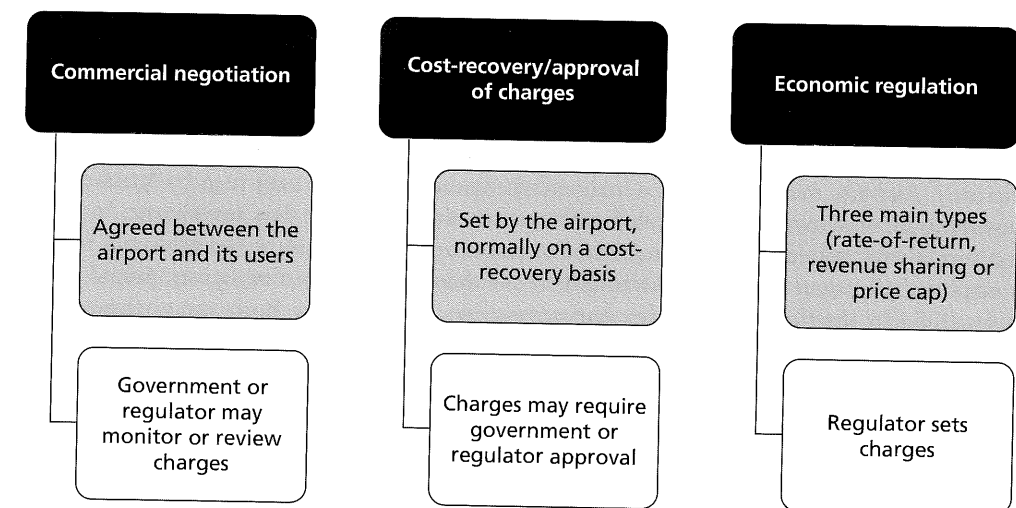 Commercial negotiation
Agreed between the
airport and its users
Government or
regulator may
monitor or review
charges
Cost-recovery/approval
of charges
Set by the airport,
normally on a cost-
recovery basis
Charges may require
government or
regulator approval
Economic regulation
Three main types
(rate-of-return,
revenue sharing or
price cap)
Regulator sets
charges